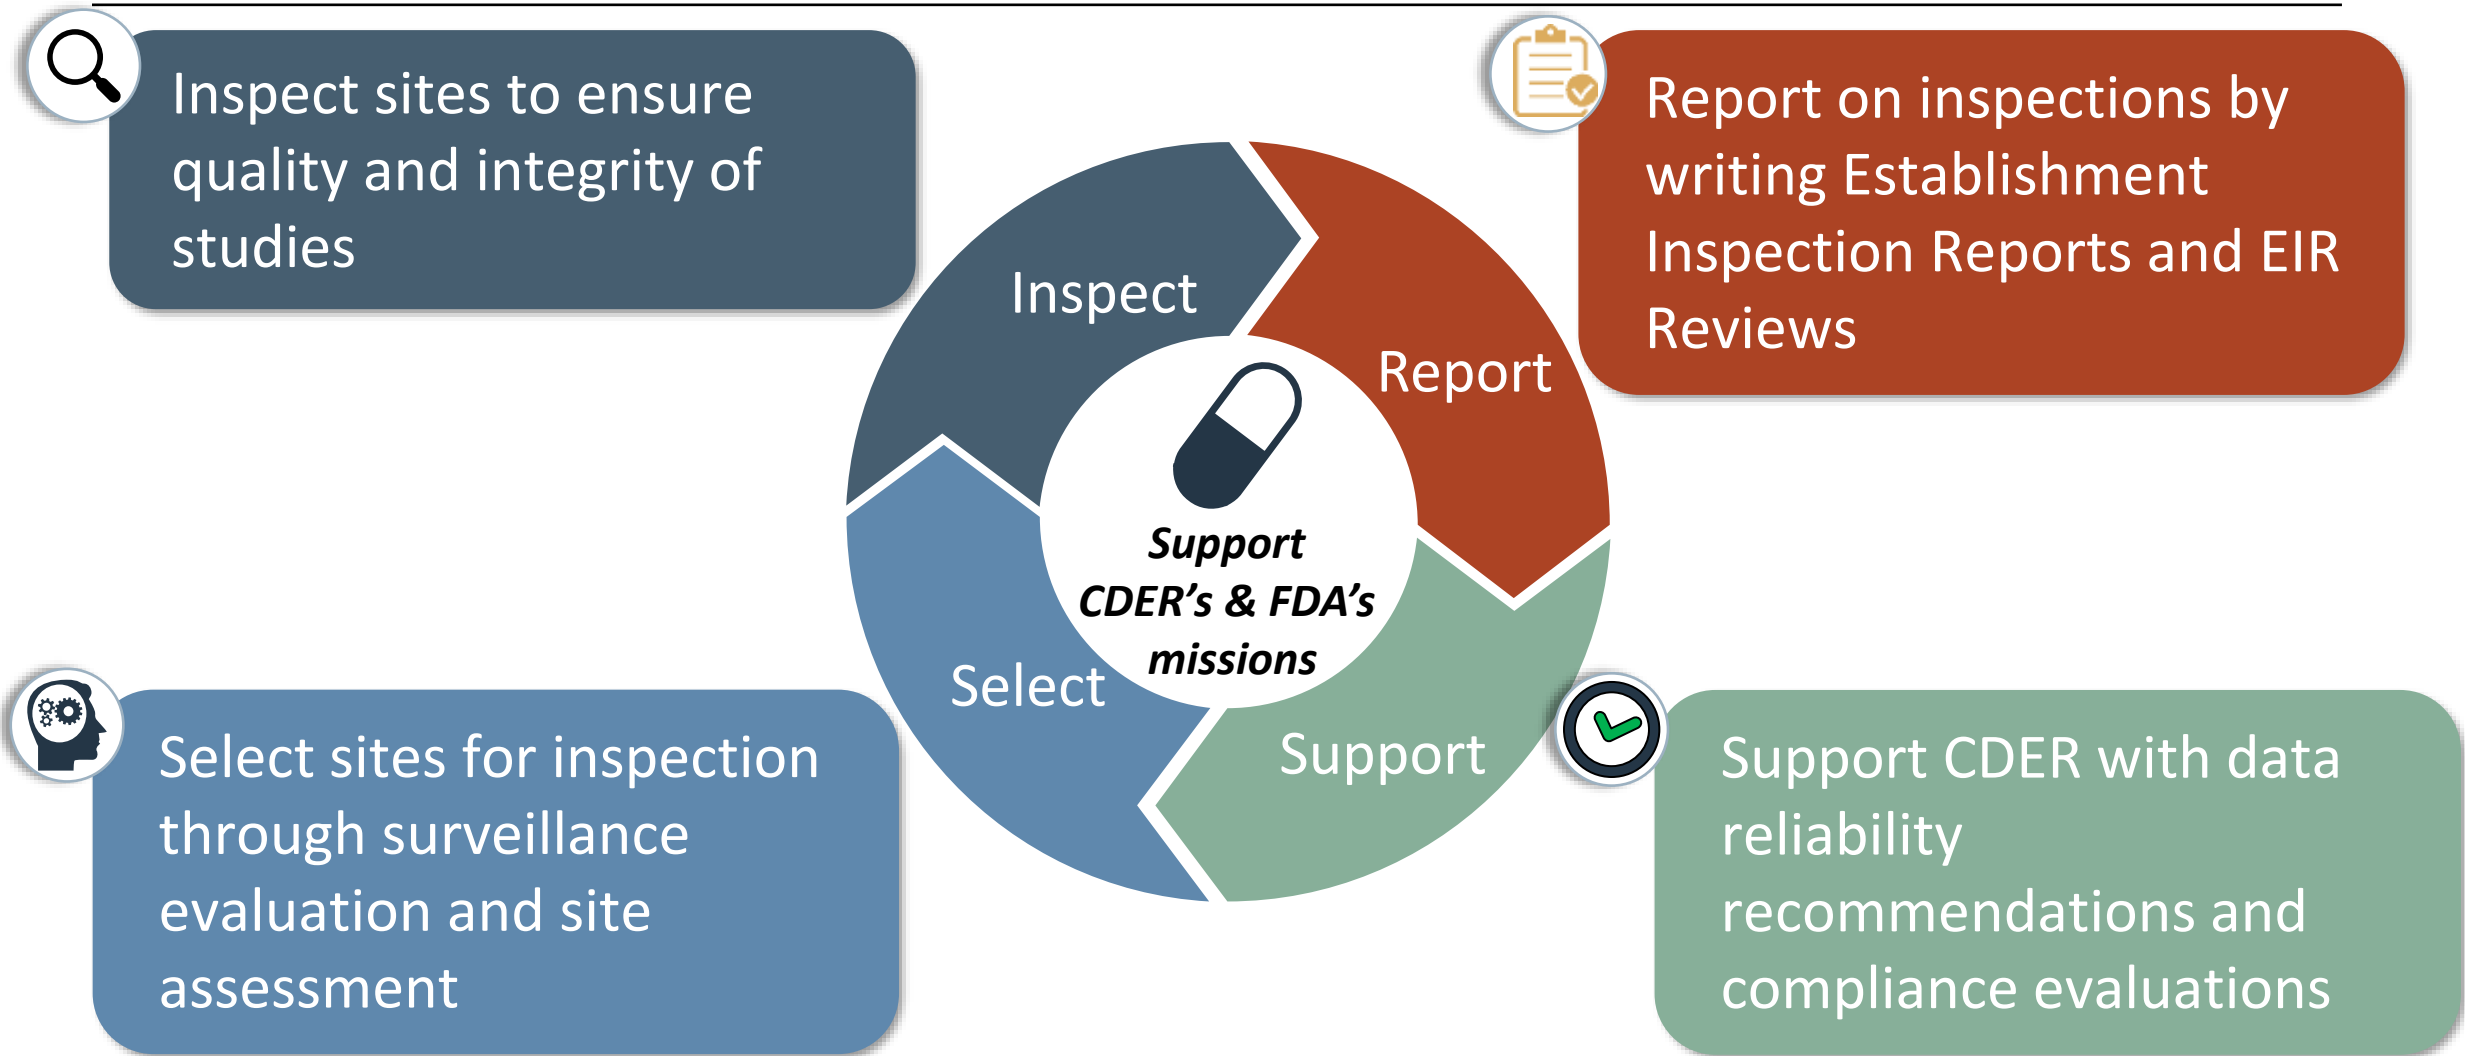 Inspect sites to ensure
quality and integrity of
studies
Report on inspections by
writing Establishment
Inspection Reports and EIR
Reviews
Inspect
Report
Support
CDER’s & FDA’s
missions
Select
Support
Select sites for inspection
through surveillance
evaluation and site
assessment
Support CDER with data
reliability
recommendations and
compliance evaluations